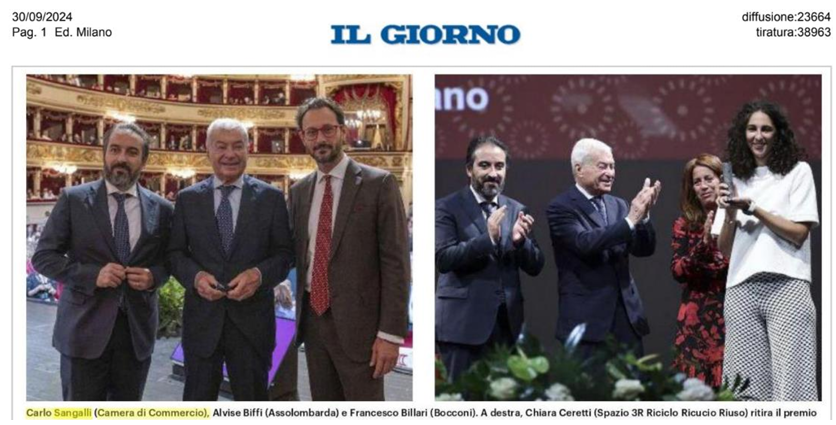 30/09/2024
Pag. 1 Ed. Milano
IL GIORNO
diffusione:23664
tiratura:38963
ano
Carlo Sangalli (Camera di Commercio), Alvise Biffi (Assolombarda) e Francesco Billari (Bocconi). A destra, Chiara Ceretti (Spazio 3R Riciclo Ricucio Riuso) ritira il premio